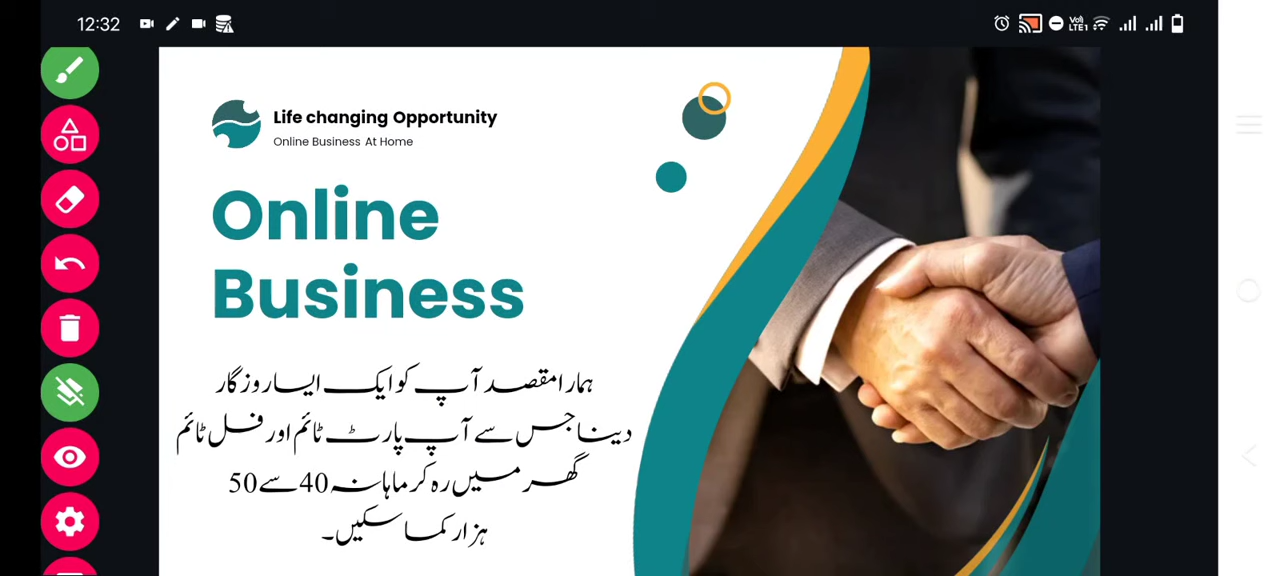 12:32
Vo) LTE1
Life changing Opportunity
Online Business At Home
Online
Business
ہمارا مقصد آپ کو ایک ایسا روزگار
دینا جس سے آپ پارٹ ٹائم اور فل ٹائم
گھر میں رہ کر ماہانہ 40 سے 50
ہزار کما سکیں۔